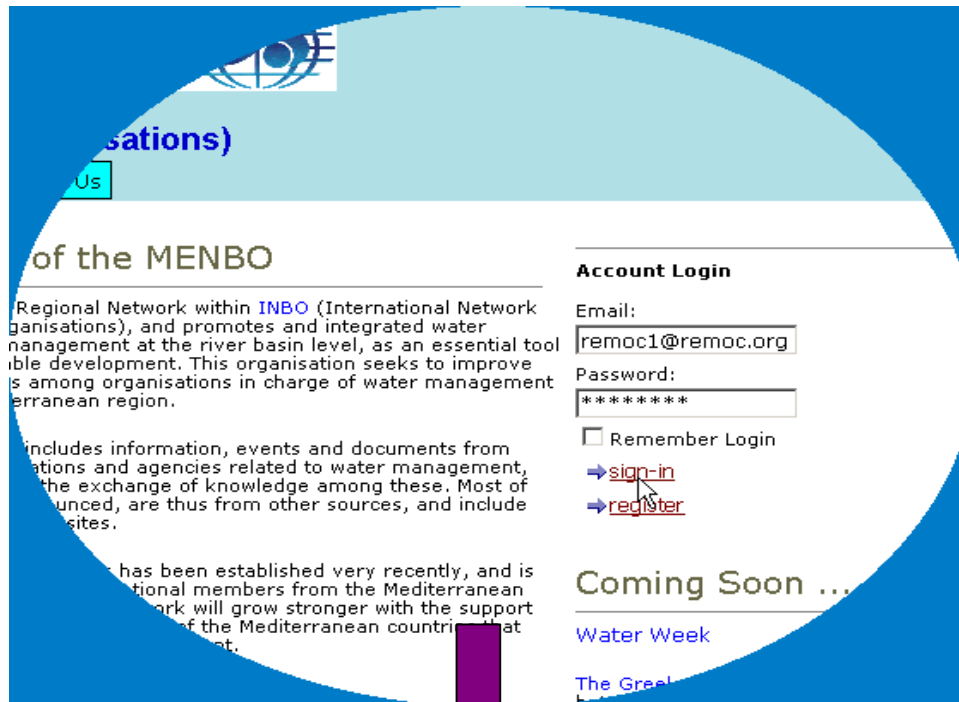 sations)
Us
of the MENBO
Regional Network within INBO (International Network
ganisations), and promotes and integrated water
management at the river basin level, as an essential tool
ble development. This organisation seeks to improve
s among organisations in charge of water management
erranean region.
includes information, events and documents from
ations and agencies related to water management,
the exchange of knowledge among these. Most of
unced, are thus from other sources, and include
sites.
has been established very recently, and is
tional members from the Mediterranean
rk will grow stronger with the support
of the Mediterranean countries that
Account Login
Email:
remoc1@remoc.org
Password:
********
Remember Login
sign-in
register
Coming Soon ...
Water Week
The Greek